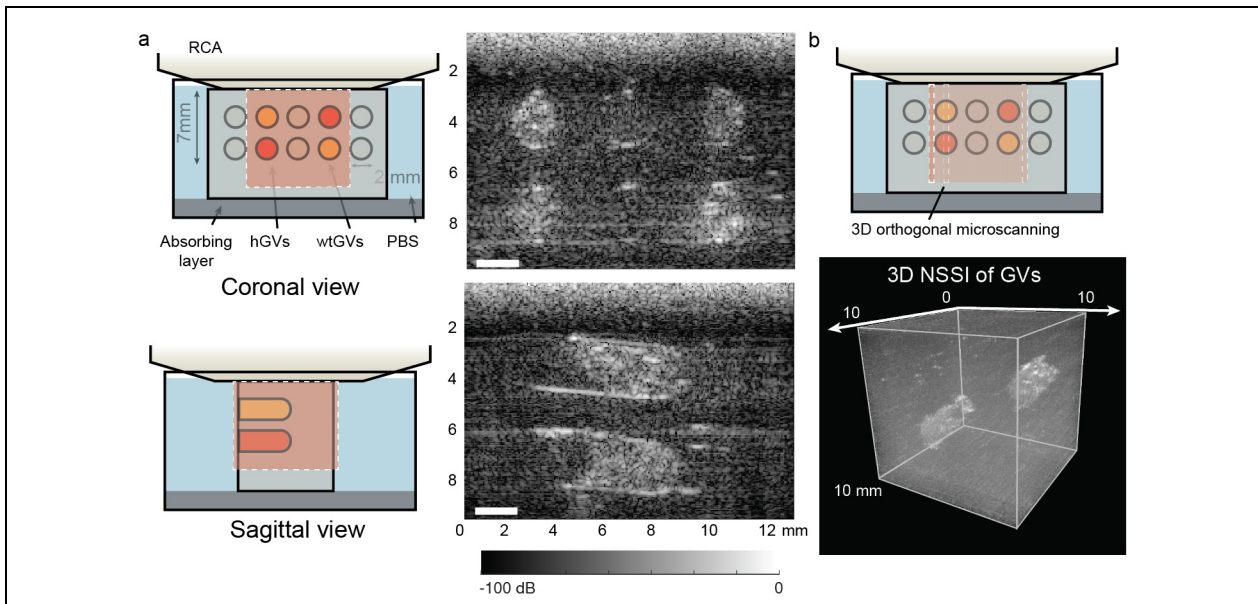 a
RCA
7mm
2 mm
Absorbing
layer
hGVs
wtGVs
PBS
Coronal view
Sagittal view
2
4
6
8
2
4
6
8
0 2 4 6 8 10 12 mm
-100 dB 0
b
3D orthogonal microscanning
3D NSSI of GVs
10 0 10
10 mm